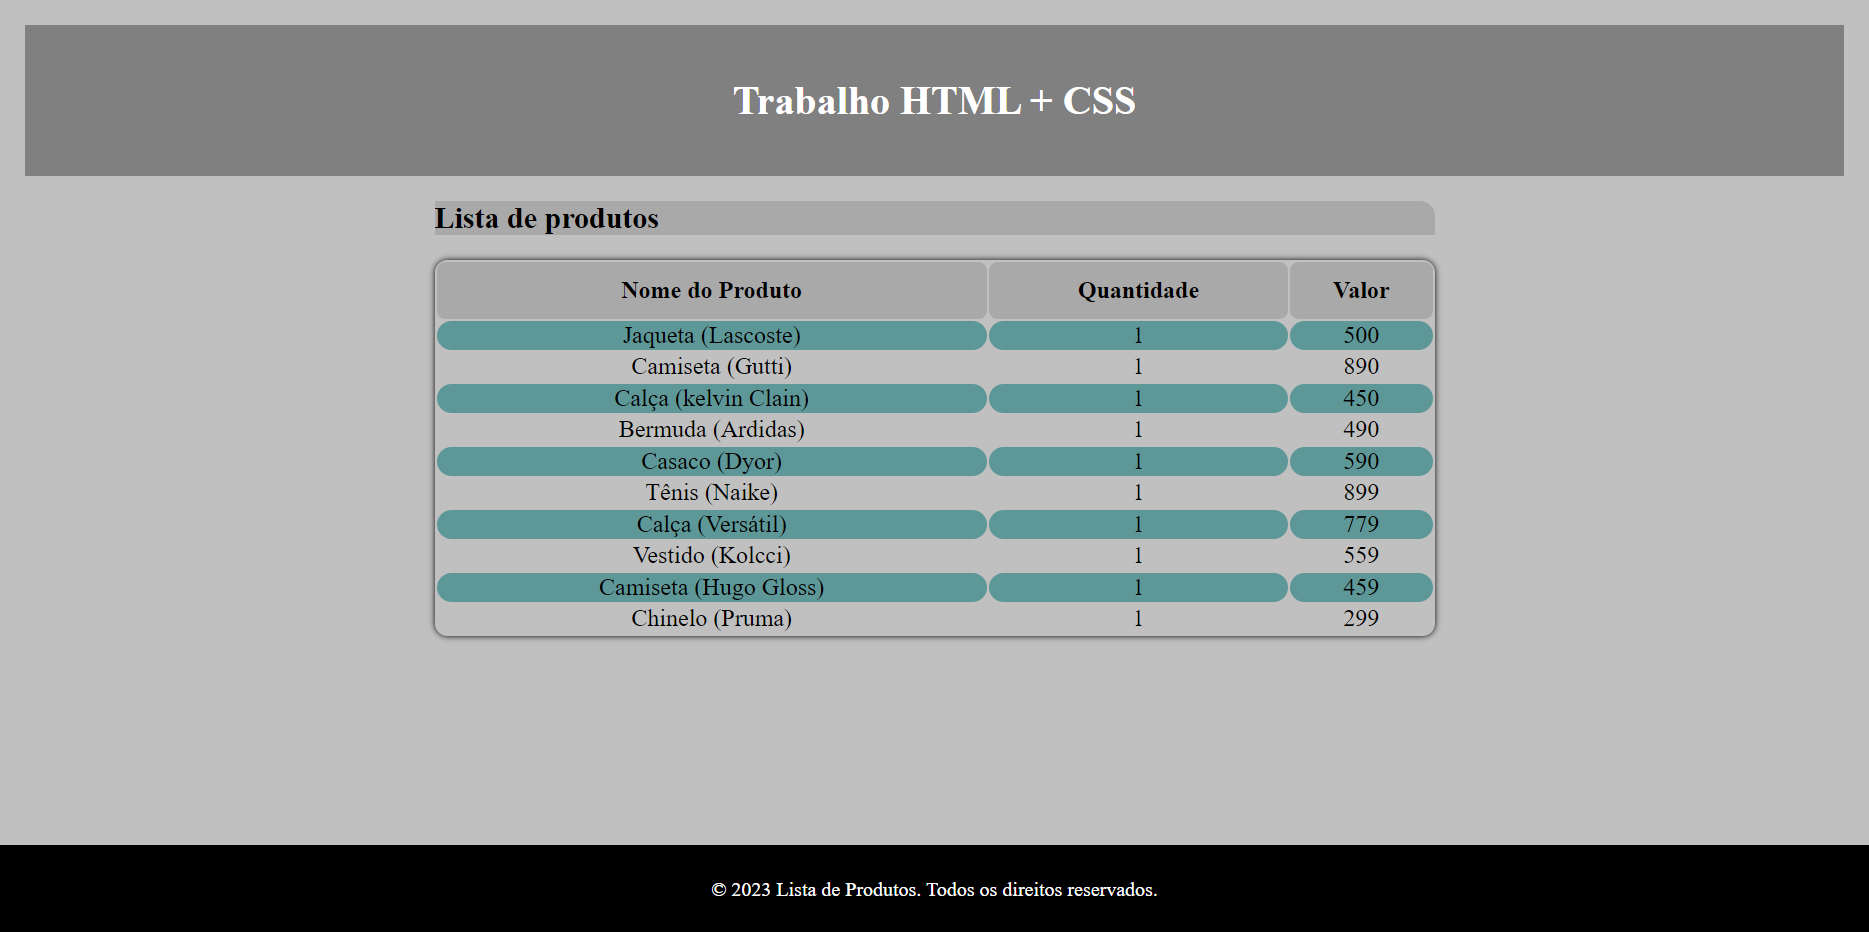 Trabalho HTML + CSS
Lista de produtos
Nome do Produto Quantidade Valor
Jaqueta (Lascoste) 1 500
Camiseta (Gutti) 1 890
Calça (kelvin Clain) 1 450
Bermuda (Ardidas) 1 490
Casaco (Dyor) 1 590
Tênis (Naike) 1 899
Calça (Versátil) 1 779
Vestido (Kolcci) 1 559
Camiseta (Hugo Gloss) 1 459
Chinelo (Pruma) 1 299
© 2023 Lista de Produtos. Todos os direitos reservados.